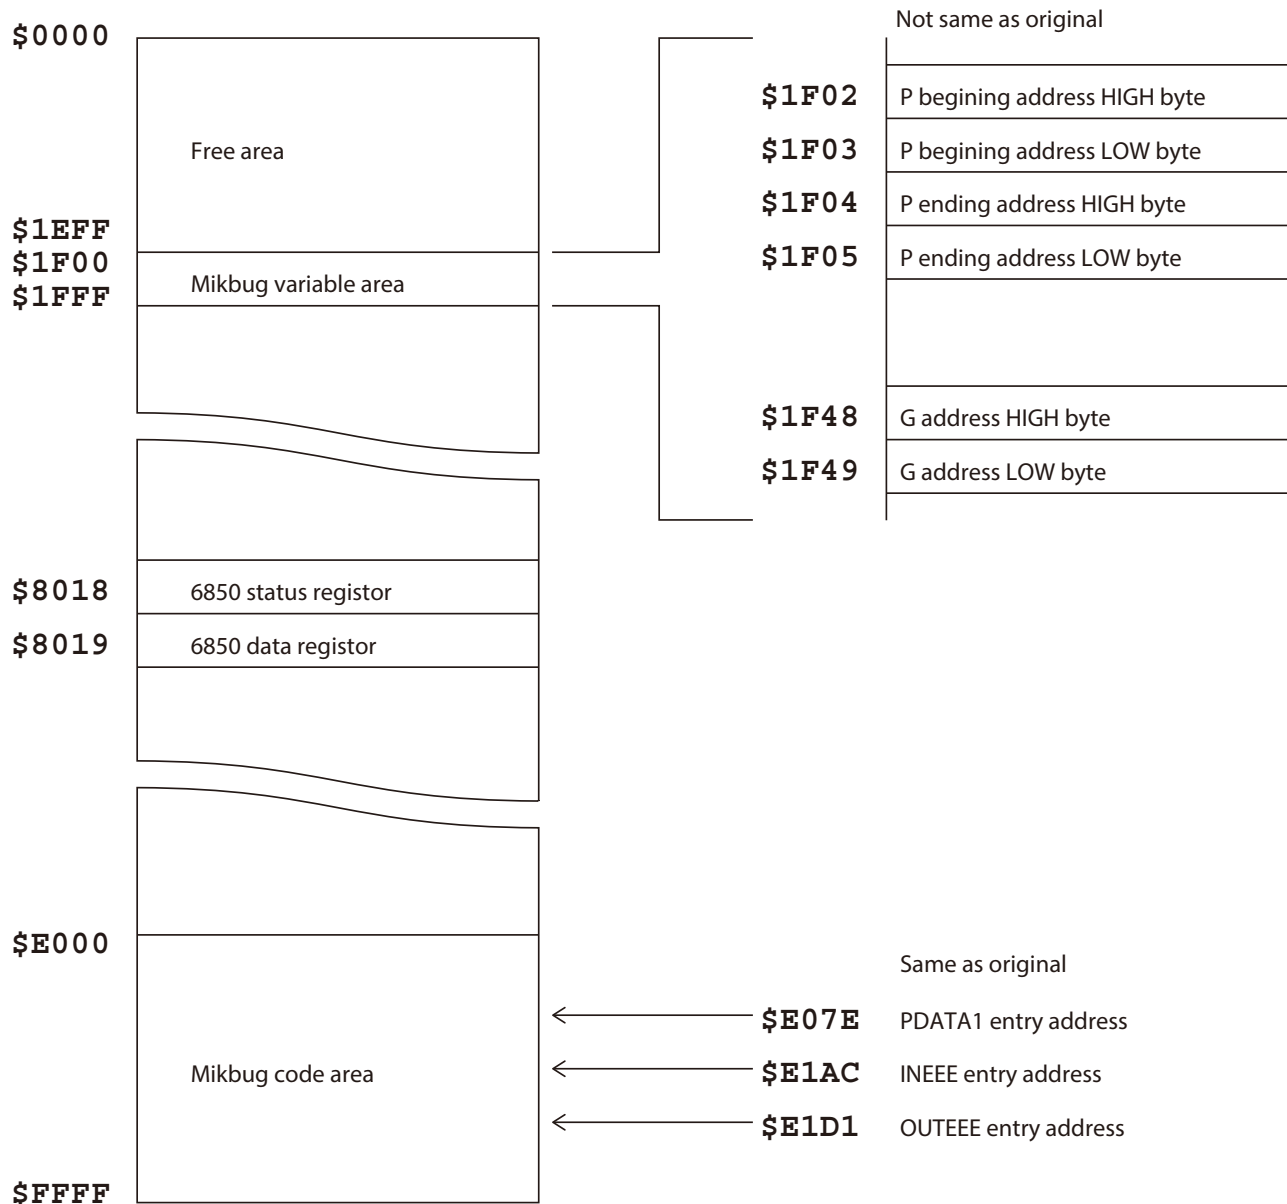 $0000
Free area
$1EFF
$1F00
Mikbug variable area
$1FFF
Not same as original
$1F02 P begining address HIGH byte
$1F03 P begining address LOW byte
$1F04 P ending address HIGH byte
$1F05 P ending address LOW byte
$1F48 G address HIGH byte
$1F49 G address LOW byte
$8018 6850 status registor
$8019 6850 data registor
$E000
Mikbug code area
$FFFF
Same as original
$E07E PDATA1 entry address
$E1AC INEEE entry address
$E1D1 OUTEEE entry address